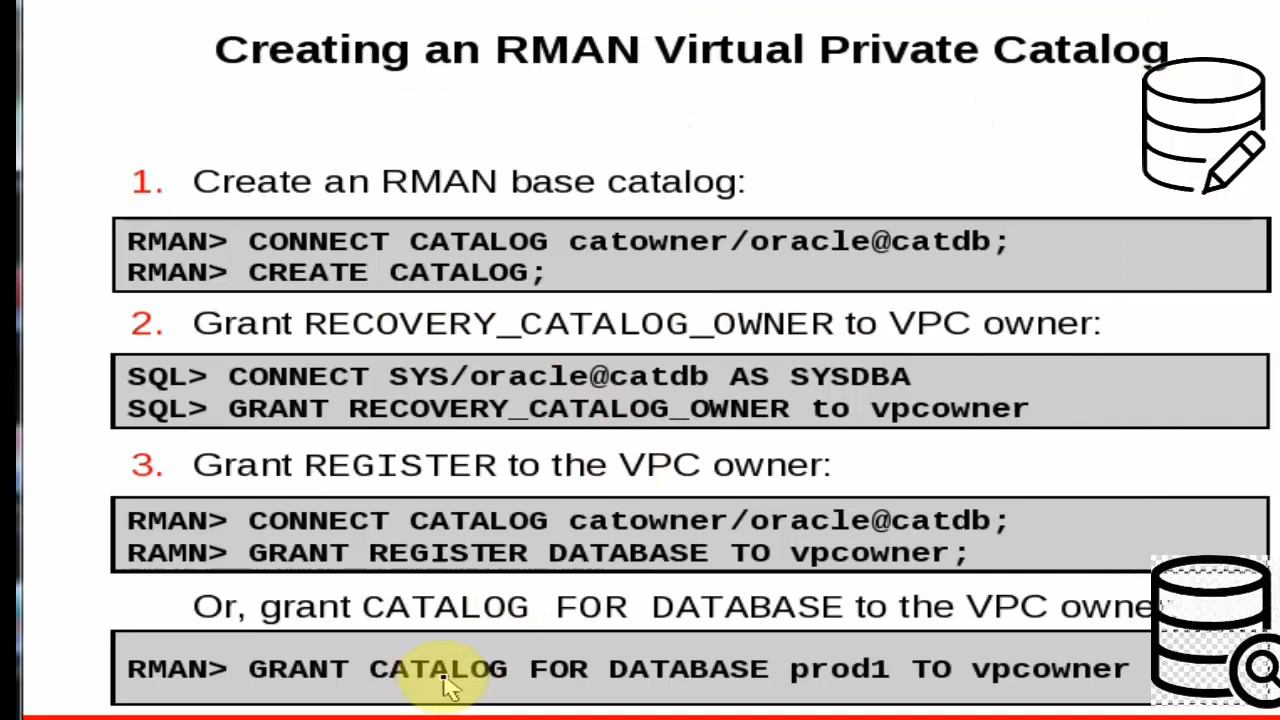 Creating an RMAN Virtual Private Catalog
1. Create an RMAN base catalog:
RMAN> CONNECT CATALOG catowner/oracle@catdb;
RMAN> CREATE CATALOG;
2. Grant RECOVERY_CATALOG_OWNER to VPC owner:
SQL> CONNECT SYS/oracle@catdb AS SYSDBA
SQL> GRANT RECOVERY_CATALOG_OWNER to vpcowner
3. Grant REGISTER to the VPC owner:
RMAN> CONNECT CATALOG catowner/oracle@catdb;
RAMN> GRANT REGISTER DATABASE TO vpcowner;
Or, grant CATALOG FOR DATABASE to the VPC owne
RMAN> GRANT CATALOG FOR DATABASE prod1 TO vpcowner